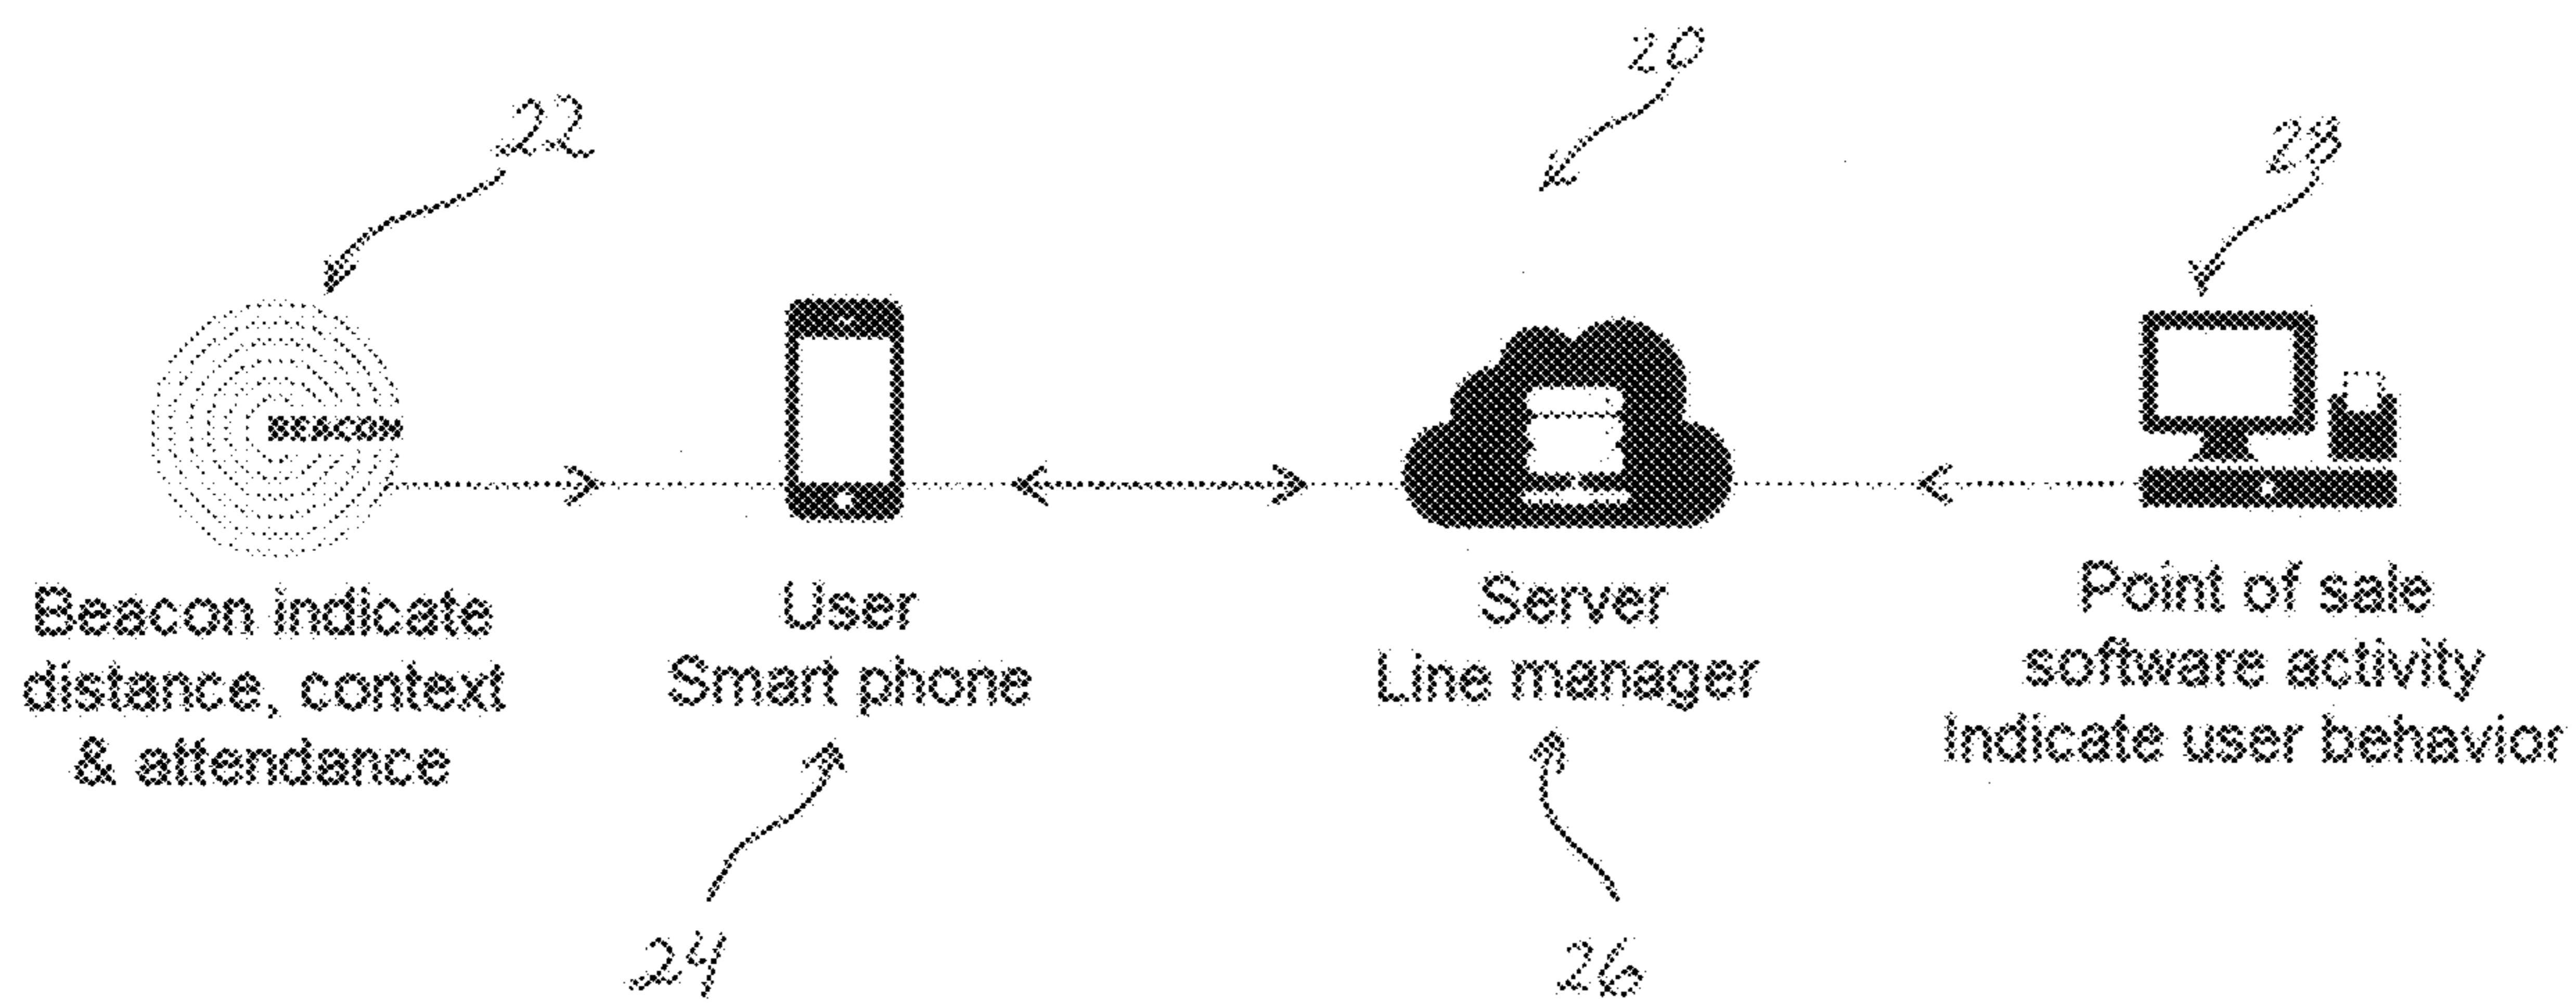 20
22
28
BEACON
Beacon indicate
distance, context
& attendance
User
Smart phone
Server
Line manager
Point of sale
software activity
Indicate user behavior
24
26